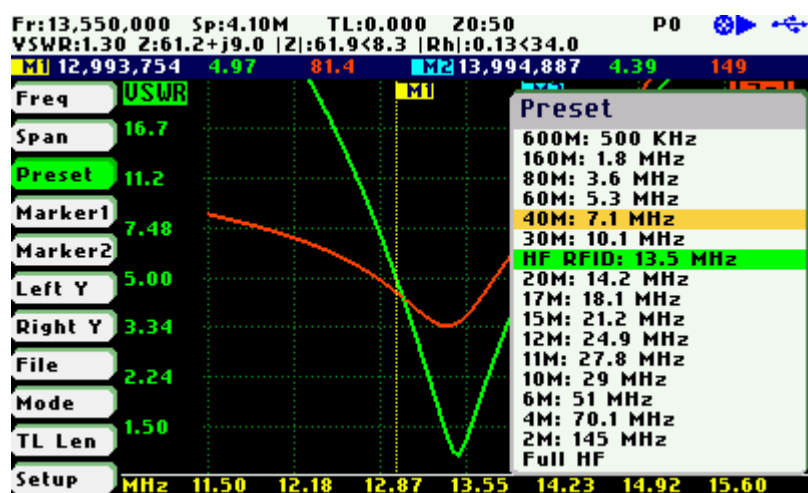 Fr:13,550,000 Sp:4.10M TL:0.000 Z0:50 P0
VSWR:1.30 Z:61.2+j9.0 |Z|:61.9<8.3 |Rh|:0.13<34.0
M1 12,993,754 4.97 81.4 M2 13,994,887 4.39 149
Freq
Span
Preset
Marker1
Marker2
Left Y
Right Y
File
Mode
TL Len
Setup
VSWR
16.7
11.2
7.48
5.00
3.34
2.24
1.50
M1
Preset
600M: 500 KHz
160M: 1.8 MHz
80M: 3.6 MHz
60M: 5.3 MHz
40M: 7.1 MHz
30M: 10.1 MHz
HF RFID: 13.5 MHz
20M: 14.2 MHz
17M: 18.1 MHz
15M: 21.2 MHz
12M: 24.9 MHz
11M: 27.8 MHz
10M: 29 MHz
6M: 51 MHz
4M: 70.1 MHz
2M: 145 MHz
Full HF
MHz 11.50 12.18 12.87 13.55 14.23 14.92 15.60